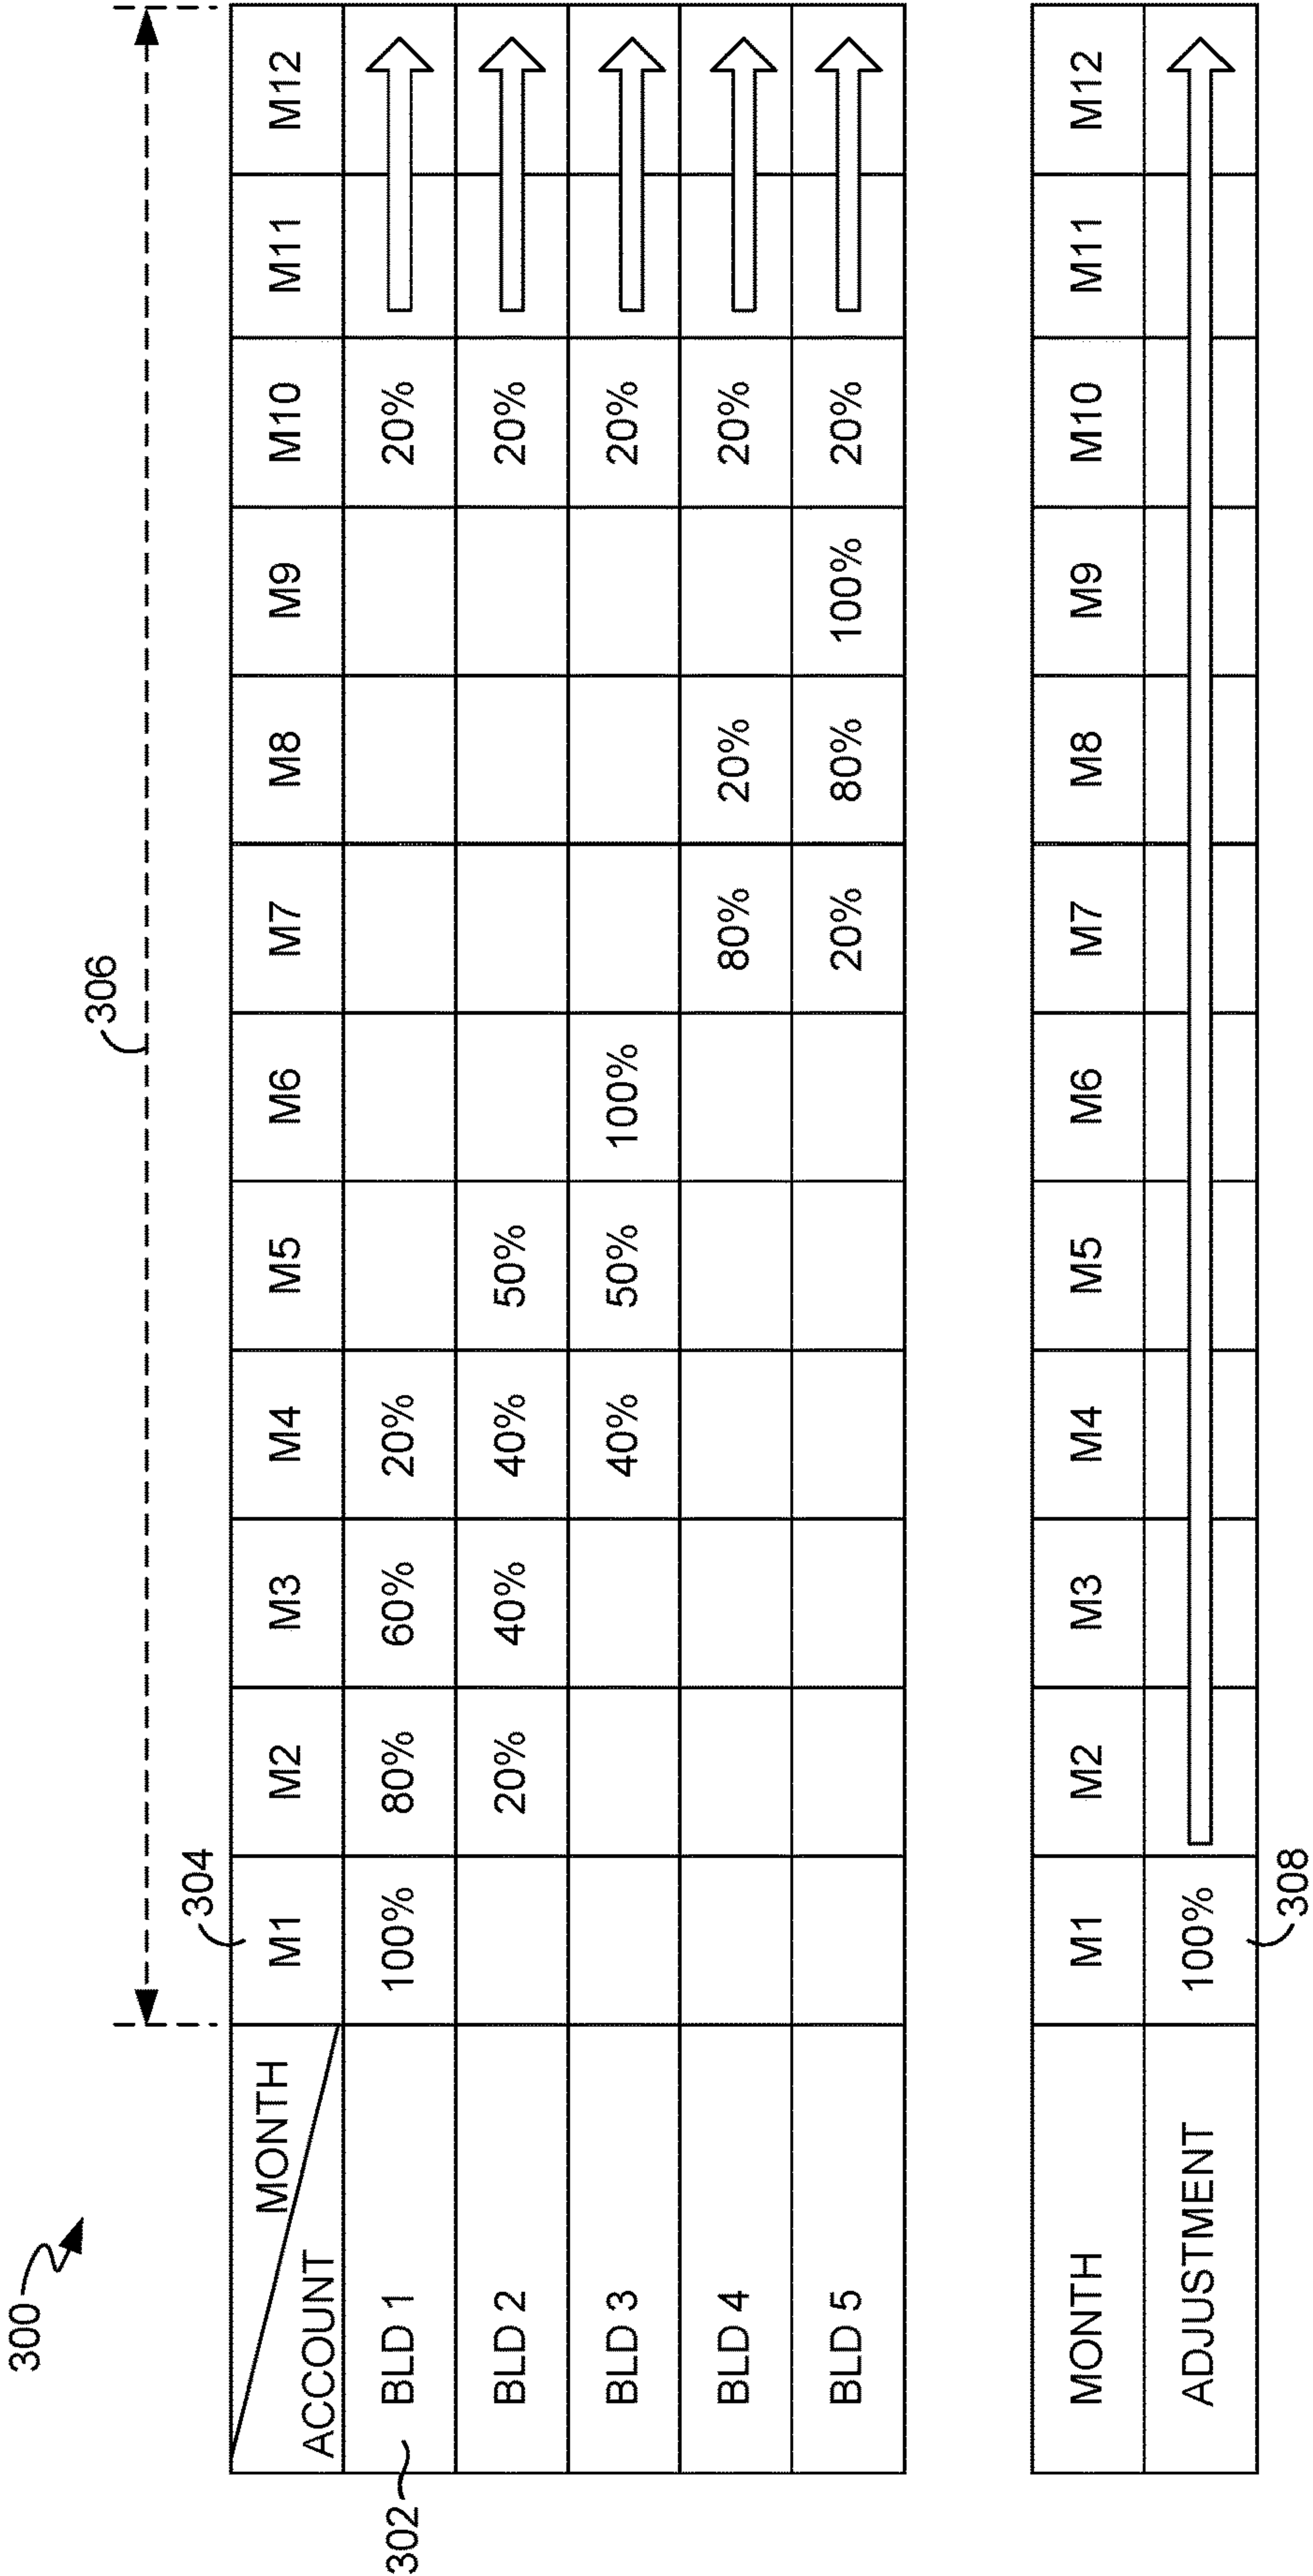 300
306
304
MONTH
ACCOUNT
M1 M2 M3 M4 M5 M6 M7 M8 M9 M10 M11 M12
302
BLD 1 100% 80% 60% 20% 20%
BLD 2 20% 40% 40% 50% 20%
BLD 3 40% 50% 100% 20%
BLD 4 80% 20% 20%
BLD 5 20% 80% 100% 20%
MONTH M1 M2 M3 M4 M5 M6 M7 M8 M9 M10 M11 M12
ADJUSTMENT 100%
308